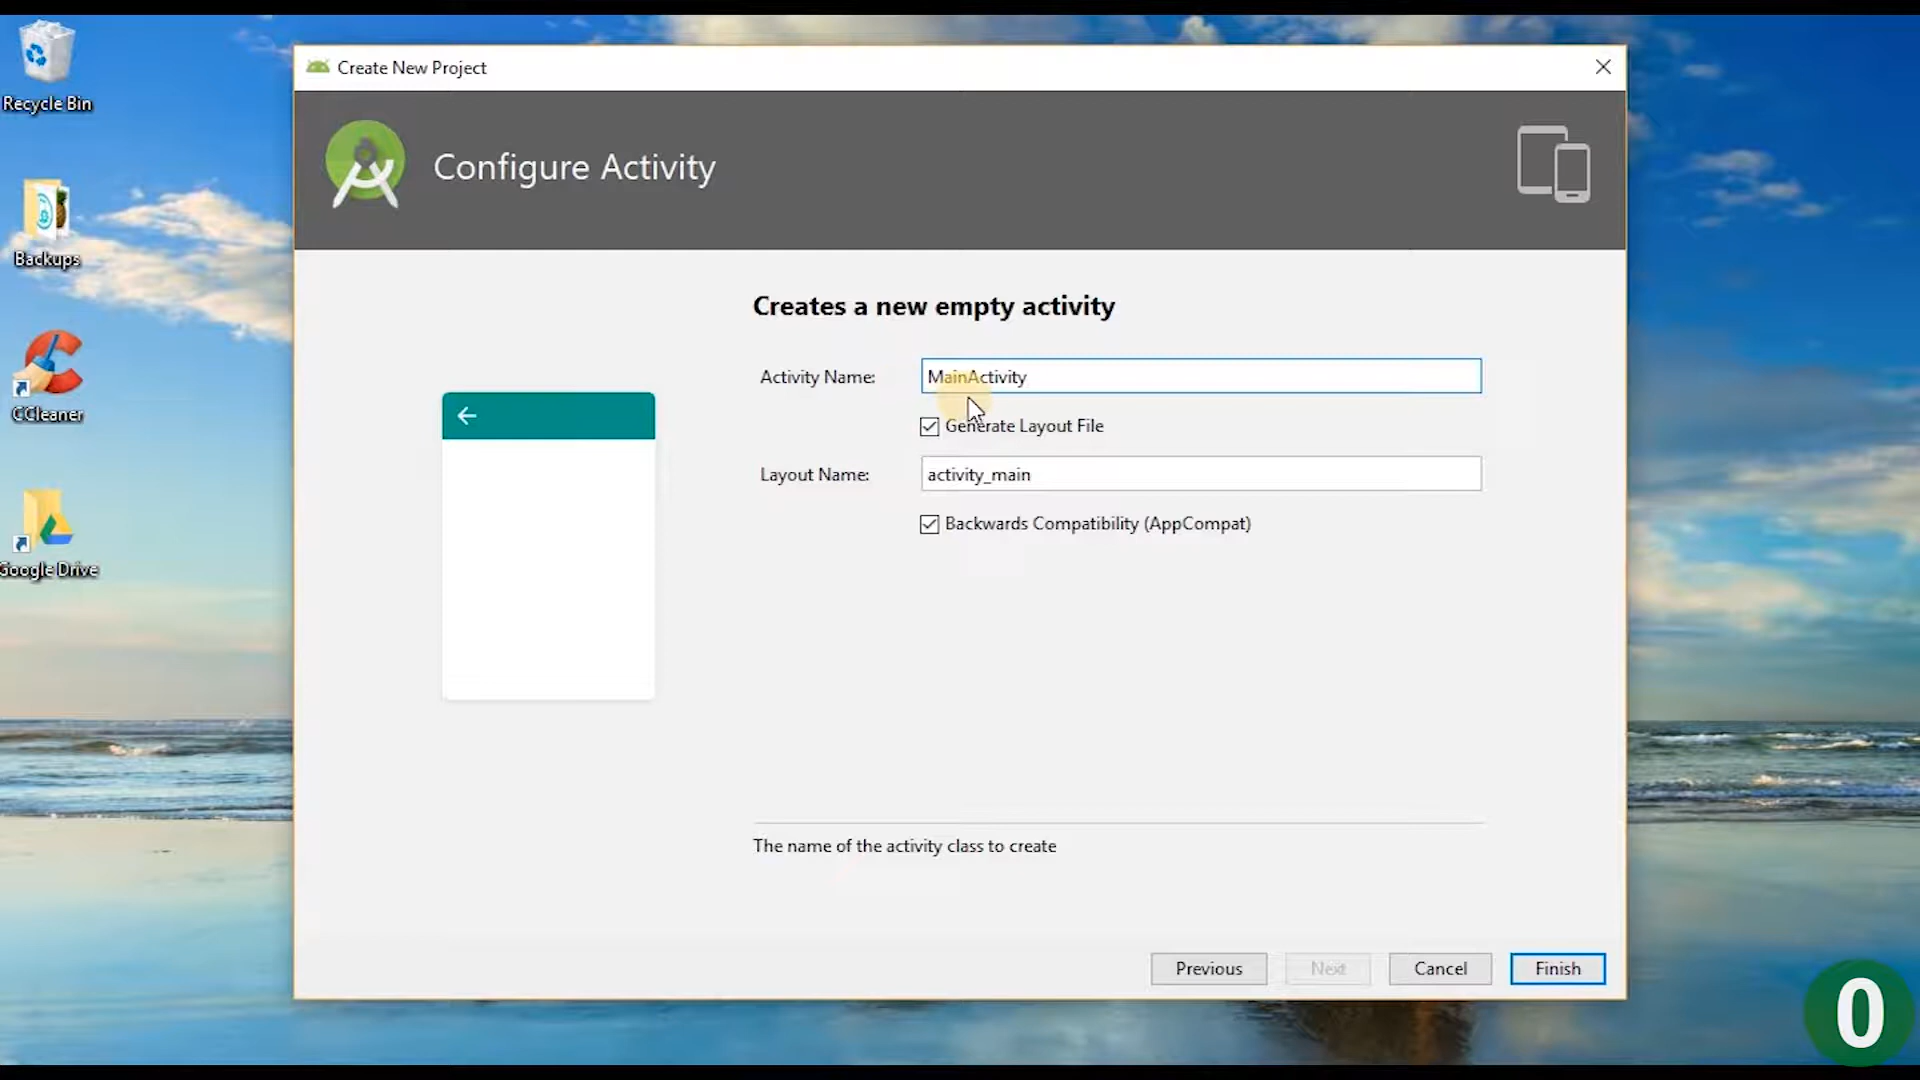 Recycle Bin
Backups
CCleaner
Google Drive
Create New Project
Configure Activity
Creates a new empty activity
Activity Name: MainActivity
Generate Layout File
Layout Name: activity_main
Backwards Compatibility (AppCompat)
The name of the activity class to create
Previous Next Cancel Finish
0